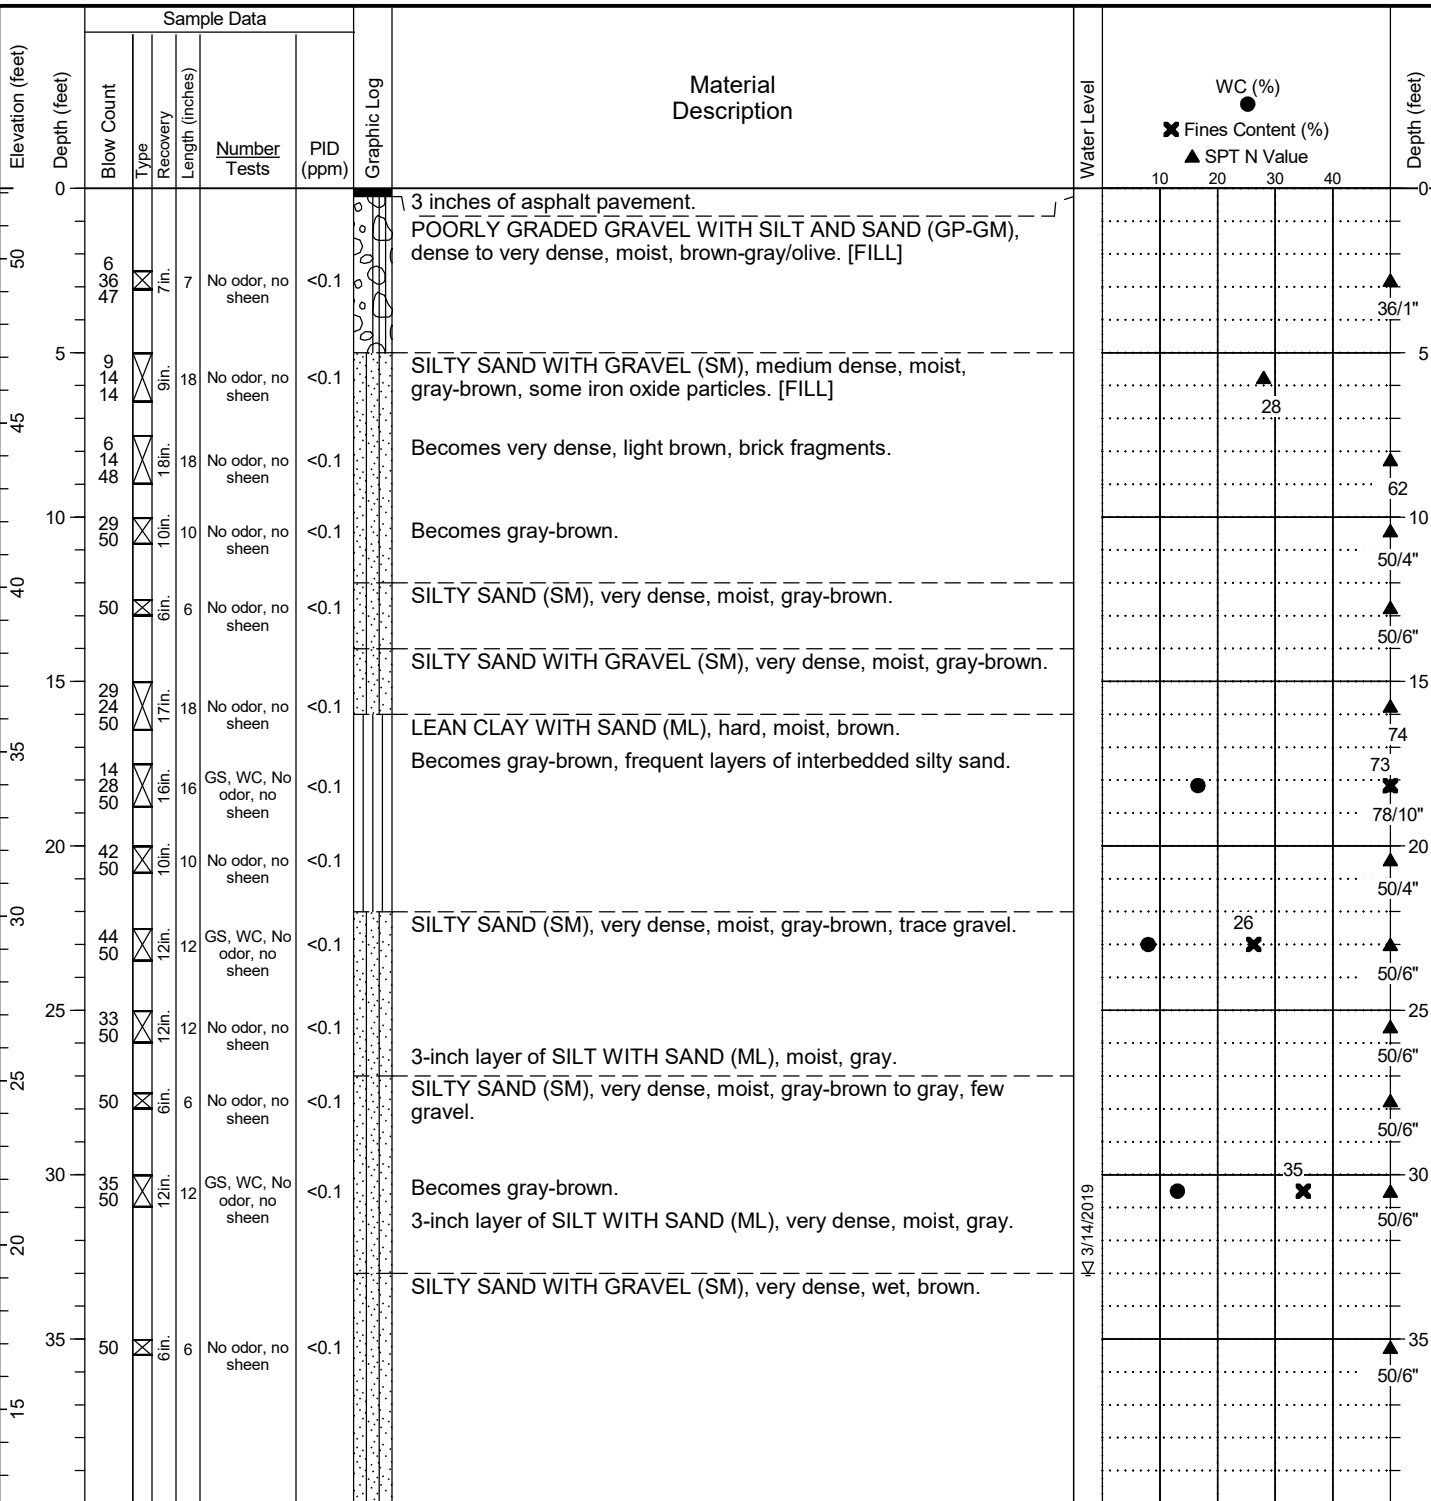 Sample Data
Elevation (feet)
Depth (feet)
Blow Count
Type
Recovery
Length (inches)
Number
Tests
PID
(ppm)
Graphic Log
Material
Description
Water Level
WC (%)
Fines Content (%)
SPT N Value
10 20 30 40
Depth (feet)
0
3 inches of asphalt pavement.
0
POORLY GRADED GRAVEL WITH SILT AND SAND (GP-GM),
dense to very dense, moist, brown-gray/olive. [FILL]
50
6
36
47
7in.
7
No odor, no
sheen
<0.1
36/1"
5
9
14
14
9in.
18
No odor, no
sheen
<0.1
SILTY SAND WITH GRAVEL (SM), medium dense, moist,
gray-brown, some iron oxide particles. [FILL]
28
5
45
6
14
48
18in.
18
No odor, no
sheen
<0.1
Becomes very dense, light brown, brick fragments.
62
10
29
50
10in.
10
No odor, no
sheen
<0.1
Becomes gray-brown.
50/4"
10
40
50
6in.
6
No odor, no
sheen
<0.1
SILTY SAND (SM), very dense, moist, gray-brown.
50/6"
SILTY SAND WITH GRAVEL (SM), very dense, moist, gray-brown.
15
29
24
50
17in.
18
No odor, no
sheen
<0.1
74
15
LEAN CLAY WITH SAND (ML), hard, moist, brown.
35
14
28
50
16in.
16
GS, WC, No
odor, no
sheen
<0.1
Becomes gray-brown, frequent layers of interbedded silty sand.
73
78/10"
20
42
50
10in.
10
No odor, no
sheen
<0.1
50/4"
20
30
44
50
12in.
12
GS, WC, No
odor, no
sheen
<0.1
SILTY SAND (SM), very dense, moist, gray-brown, trace gravel.
26
50/6"
25
33
50
12in.
12
No odor, no
sheen
<0.1
50/6"
25
3-inch layer of SILT WITH SAND (ML), moist, gray.
25
50
6in.
6
No odor, no
sheen
<0.1
SILTY SAND (SM), very dense, moist, gray-brown to gray, few
gravel.
50/6"
30
35
50
12in.
12
GS, WC, No
odor, no
sheen
<0.1
Becomes gray-brown.
35
50/6"
30
3-inch layer of SILT WITH SAND (ML), very dense, moist, gray.
20
3/14/2019
SILTY SAND WITH GRAVEL (SM), very dense, wet, brown.
35
50
6in.
6
No odor, no
sheen
<0.1
50/6"
35
15